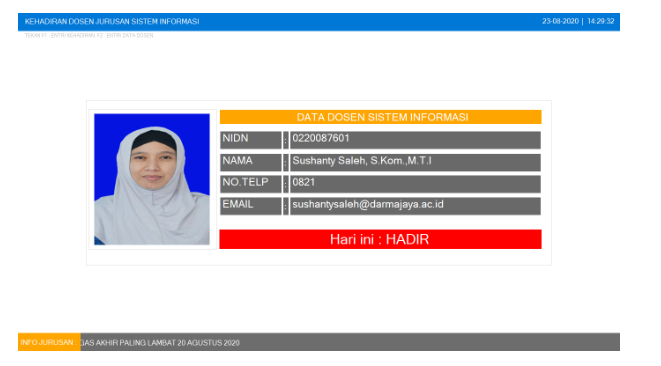 KEHADIRAN DOSEN JURUSAN SISTEM INFORMASI 23-08-2020 | 14:29:32
TEKAN F1 : ENTRI KEHADIRAN, F2 : ENTRI DATA DOSEN
DATA DOSEN SISTEM INFORMASI
NIDN : 0220087601
NAMA : Sushanty Saleh, S.Kom.,M.T.I
NO.TELP : 0821
EMAIL : sushantysaleh@darmajaya.ac.id
Hari ini : HADIR
INFO JURUSAN : GAS AKHIR PALING LAMBAT 20 AGUSTUS 2020